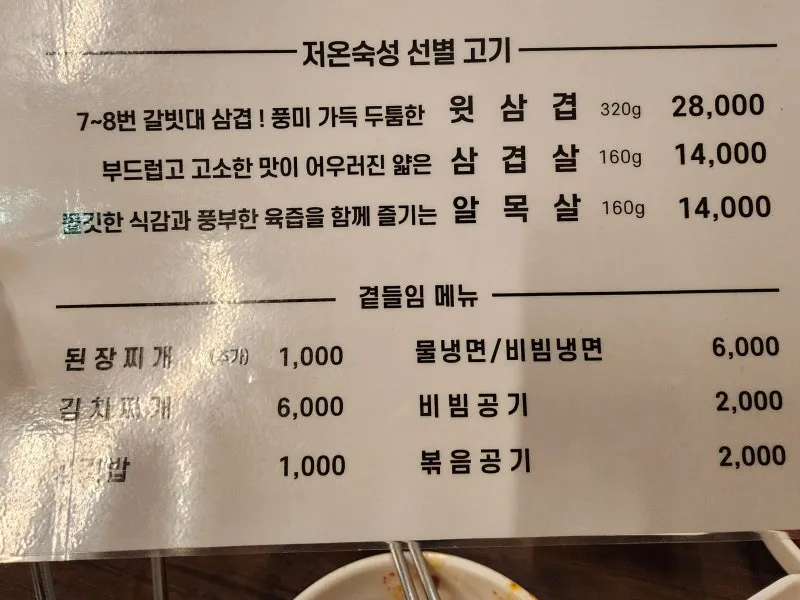 저온숙성 선별 고기
7~8번 갈빗대 삼겹! 풍미 가득 두툼한 윗삼겹 320g 28,000
부드럽고 고소한 맛이 어우러진 얇은 삼겹살 160g 14,000
쫄깃한 식감과 풍부한 육즙을 함께 즐기는 알목살 160g 14,000
곁들임 메뉴
된장찌개 (추가) 1,000 물냉면/비빔냉면 6,000
김치찌개 6,000 비빔공기 2,000
1,000 볶음공기 2,000